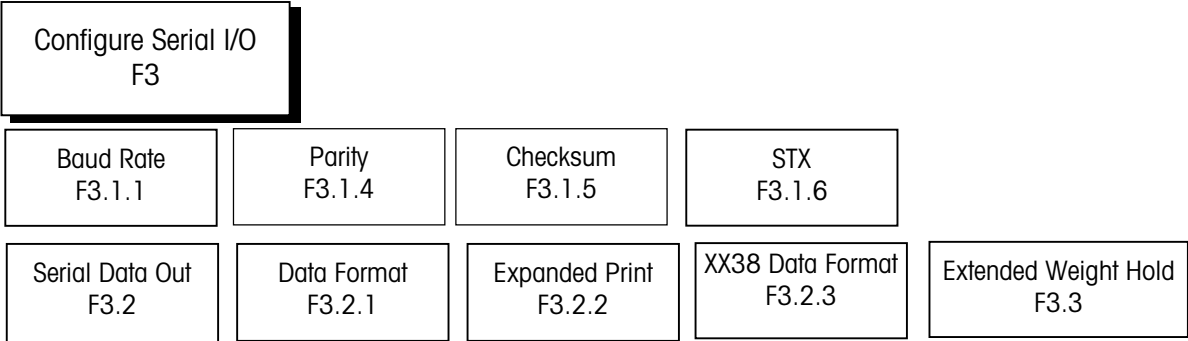 Configure Serial I/O
F3
Baud Rate
F3.1.1
Parity
F3.1.4
Checksum
F3.1.5
STX
F3.1.6
Serial Data Out
F3.2
Data Format
F3.2.1
Expanded Print
F3.2.2
XX38 Data Format
F3.2.3
Extended Weight Hold
F3.3